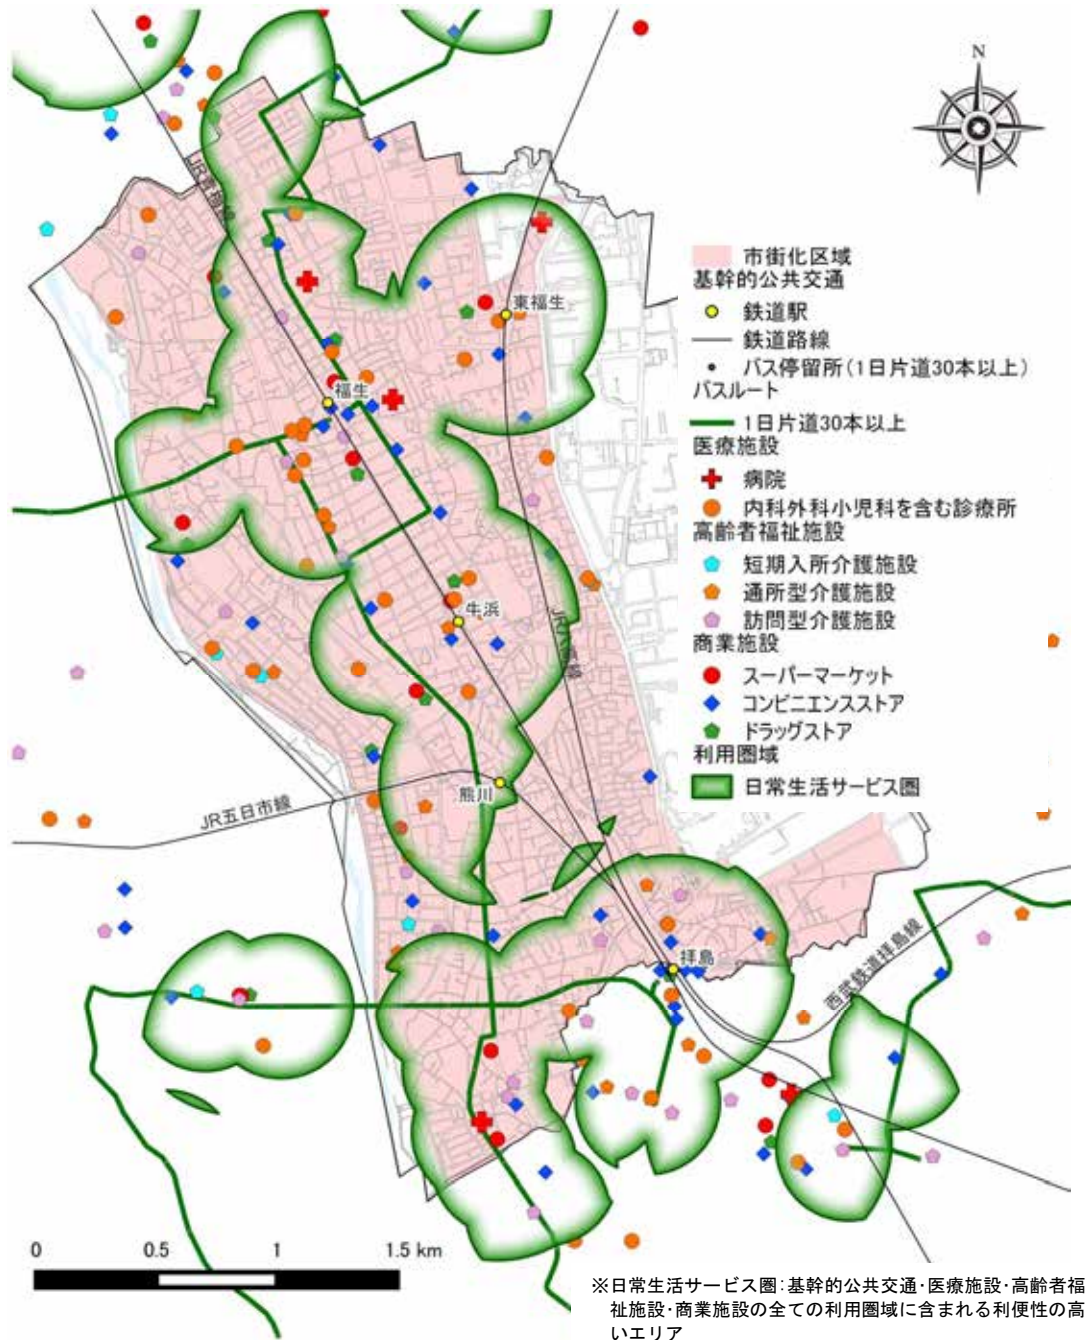 N
JR青梅線
市街化区域
基幹的公共交通
鉄道駅
鉄道路線
バス停留所(1日片道30本以上)
バスルート
1日片道30本以上
医療施設
病院
内科外科小児科を含む診療所
高齢者福祉施設
短期入所介護施設
通所型介護施設
訪問型介護施設
商業施設
スーパーマーケット
コンビニエンスストア
ドラッグストア
利用圏域
日常生活サービス圏
東福生
福生
牛浜
JR八高線
熊川
JR五日市線
拝島
西武鉄道拝島線
0 0.5 1 1.5 km
※日常生活サービス圏:基幹的公共交通・医療施設・高齢者福
祉施設・商業施設の全ての利用圏域に含まれる利便性の高
いエリア